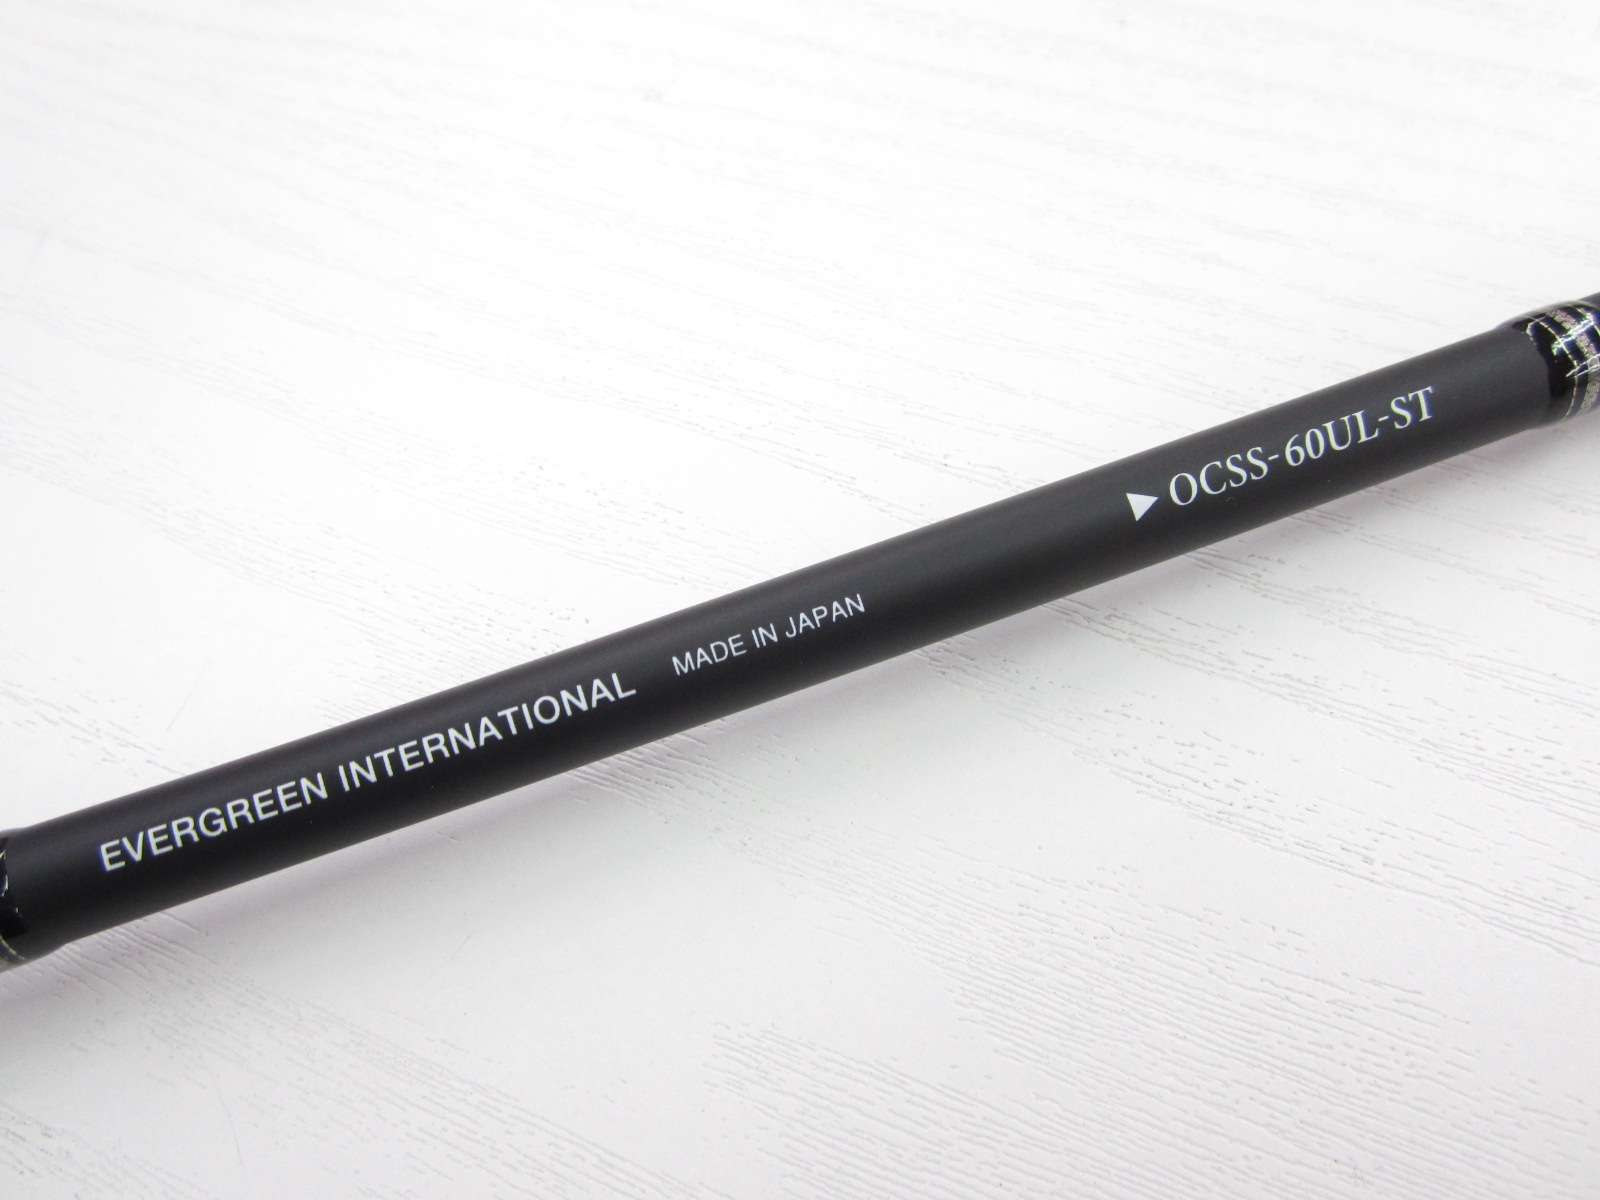 EVERGREEN INTERNATIONAL MADE IN JAPAN ▶ OCSS-60UL-ST